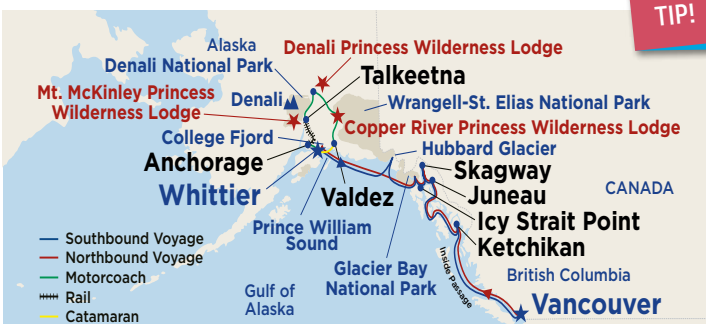 TIP!
Alaska
Denali National Park
Denali Princess Wilderness Lodge
Talkeetna
Mt. McKinley Princess
Wilderness Lodge
Denali
Wrangell-St. Elias National Park
Copper River Princess Wilderness Lodge
College Fjord
Hubbard Glacier
Anchorage
Skagway
Whittier
Valdez
Juneau
CANADA
Icy Strait Point
Prince William
Sound
Ketchikan
Glacier Bay
National Park
Inside Passage
British Columbia
Gulf of
Alaska
Vancouver
Southbound Voyage
Northbound Voyage
Motorcoach
Rail
Catamaran